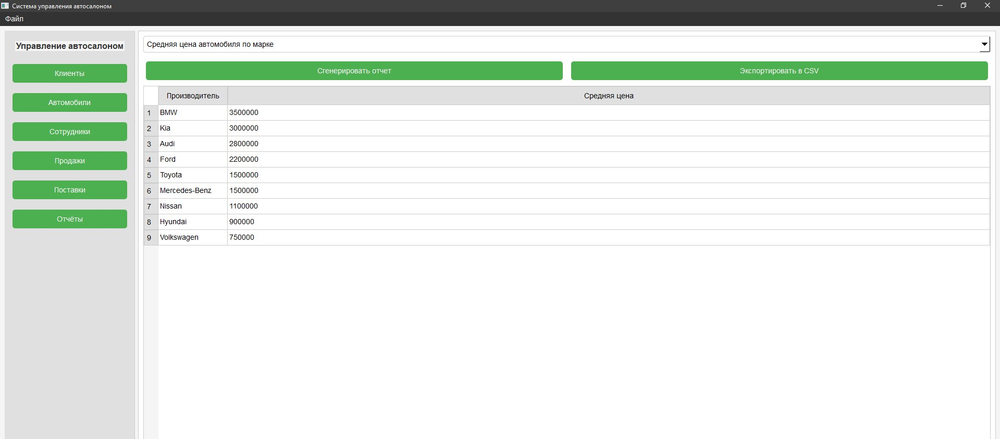 Система управления автосалоном
Файл
Управление автосалоном
Клиенты
Автомобили
Сотрудники
Продажи
Поставки
Отчёты
Средняя цена автомобиля по марке
Сгенерировать отчет Экспортировать в CSV
Производитель Средняя цена
1 BMW 3500000
2 Kia 3000000
3 Audi 2800000
4 Ford 2200000
5 Toyota 1500000
6 Mercedes-Benz 1500000
7 Nissan 1100000
8 Hyundai 900000
9 Volkswagen 750000